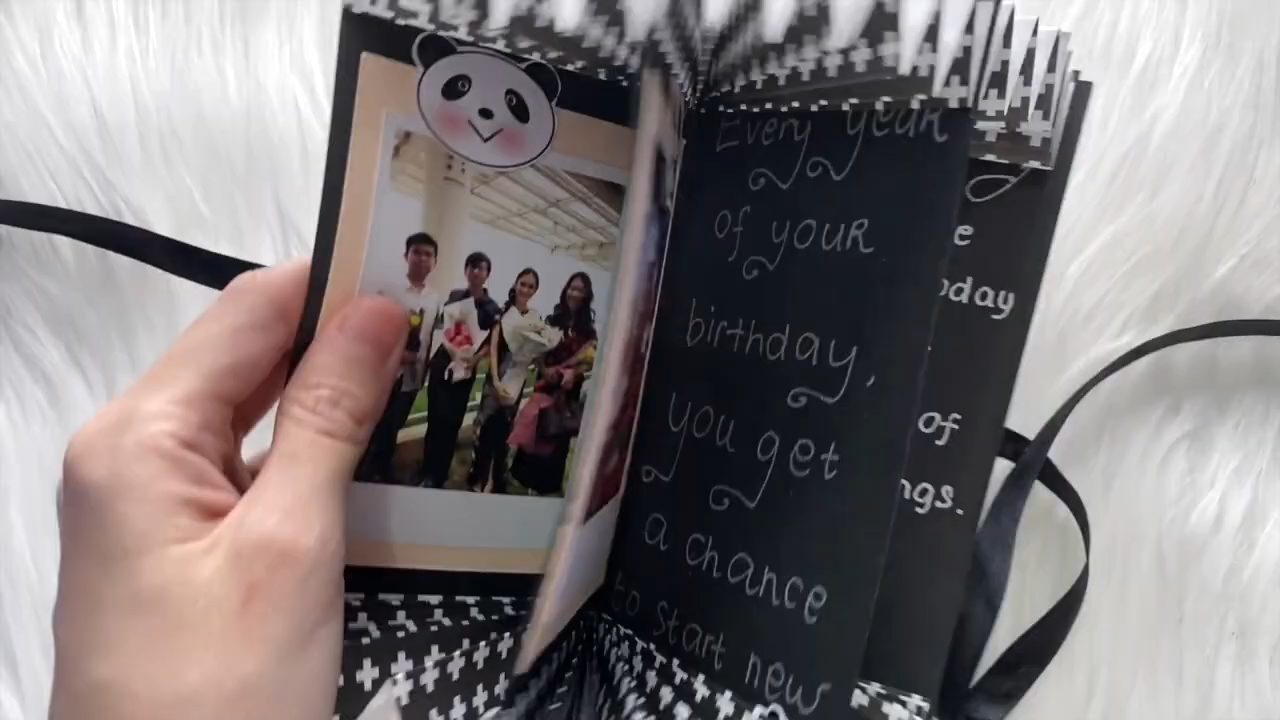 Every year
of your
birthday,
you get
a chance
to start new
e
oday
of
ngs.